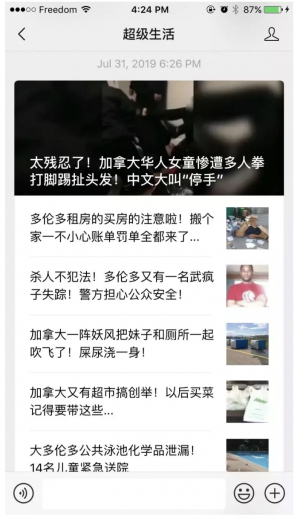 Freedom
4:24 PM
87%
超级生活
Jul 31, 2019 6:26 PM
太残忍了！加拿大华人女童惨遭多人拳
打脚踢扯头发！中文大叫“停手”
多伦多租房的买房的注意啦！搬个
家一不小心账单罚单全都来了...
杀人不犯法！多伦多又有一名武疯
子失踪！警方担心公众安全！
加拿大一阵妖风把妹子和厕所一起
吹飞了！屎尿浇一身！
加拿大又有超市搞创举！以后买菜
记得要带这些...
大多伦多公共泳池化学品泄漏！
14名儿童紧急送院